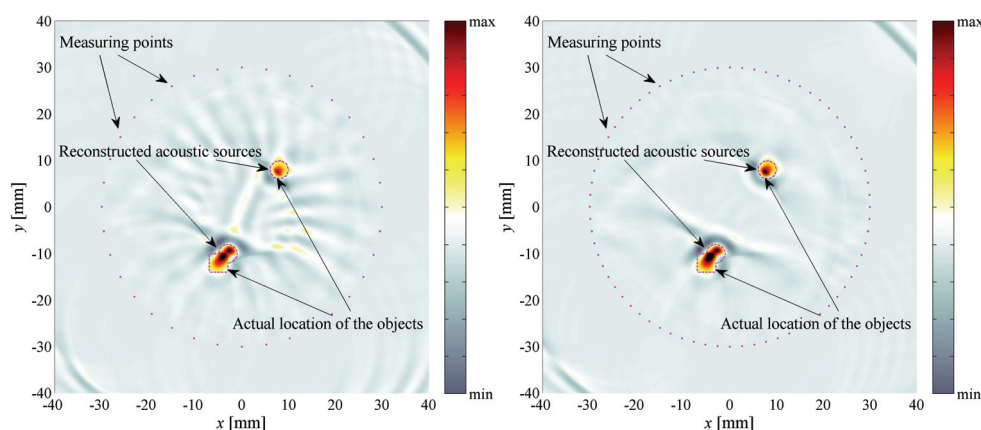 40
30
20
10
0
-10
-20
-30
-40
y [mm]
Measuring points
Reconstructed acoustic sources
Actual location of the objects
-40 -30 -20 -10 0 10 20 30 40
x [mm]
max
min
40
30
20
10
0
-10
-20
-30
-40
y [mm]
Measuring points
Reconstructed acoustic sources
Actual location of the objects
-40 -30 -20 -10 0 10 20 30 40
x [mm]
max
min